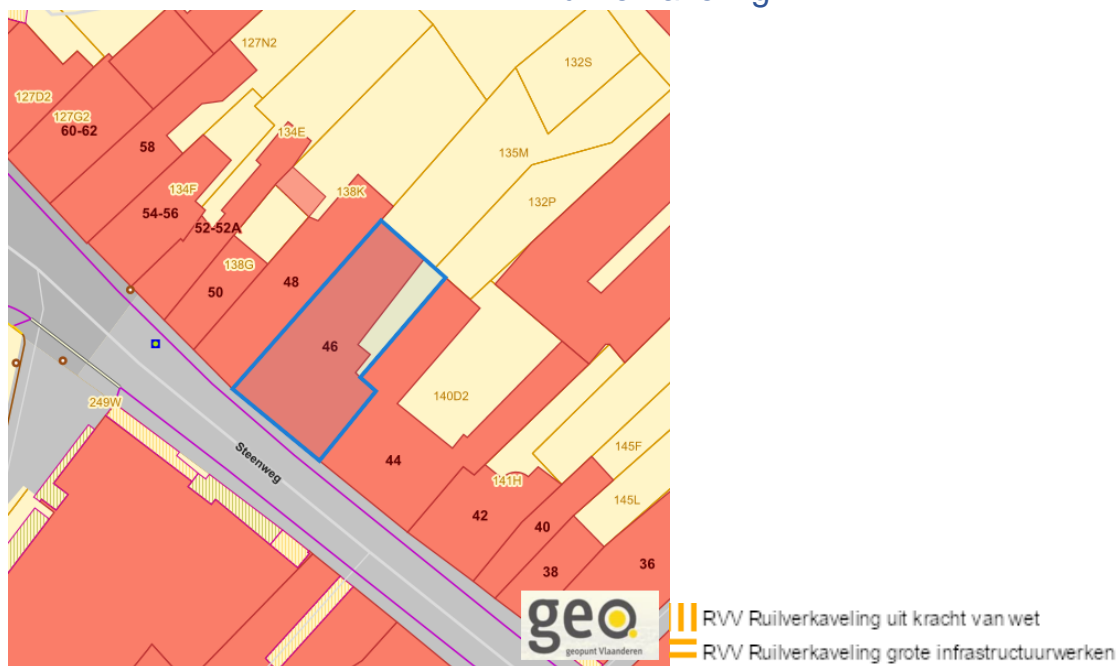 127N2
132S
127D2
127G2
60-62
134E
58
135M
134F
138K
132P
54-56
52-52A
138G
48
50
46
140D2
249W
Steenweg
44
145F
141H
145L
42
40
38
36
geo.
geopunt Vlaanderen
RVV Ruilverkaveling uit kracht van wet
RVV Ruilverkaveling grote infrastructuurwerken